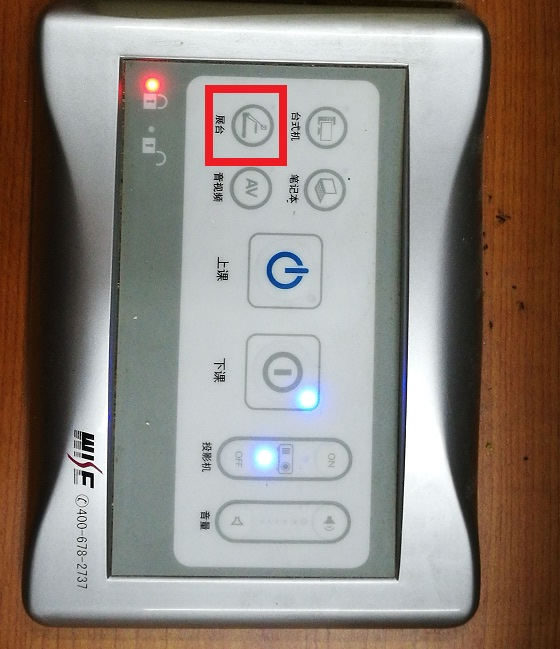 台式机
笔记本
展台
音视频
AV
上课
下课
ON
OFF
投影机
音量
WISE
400-678-2737